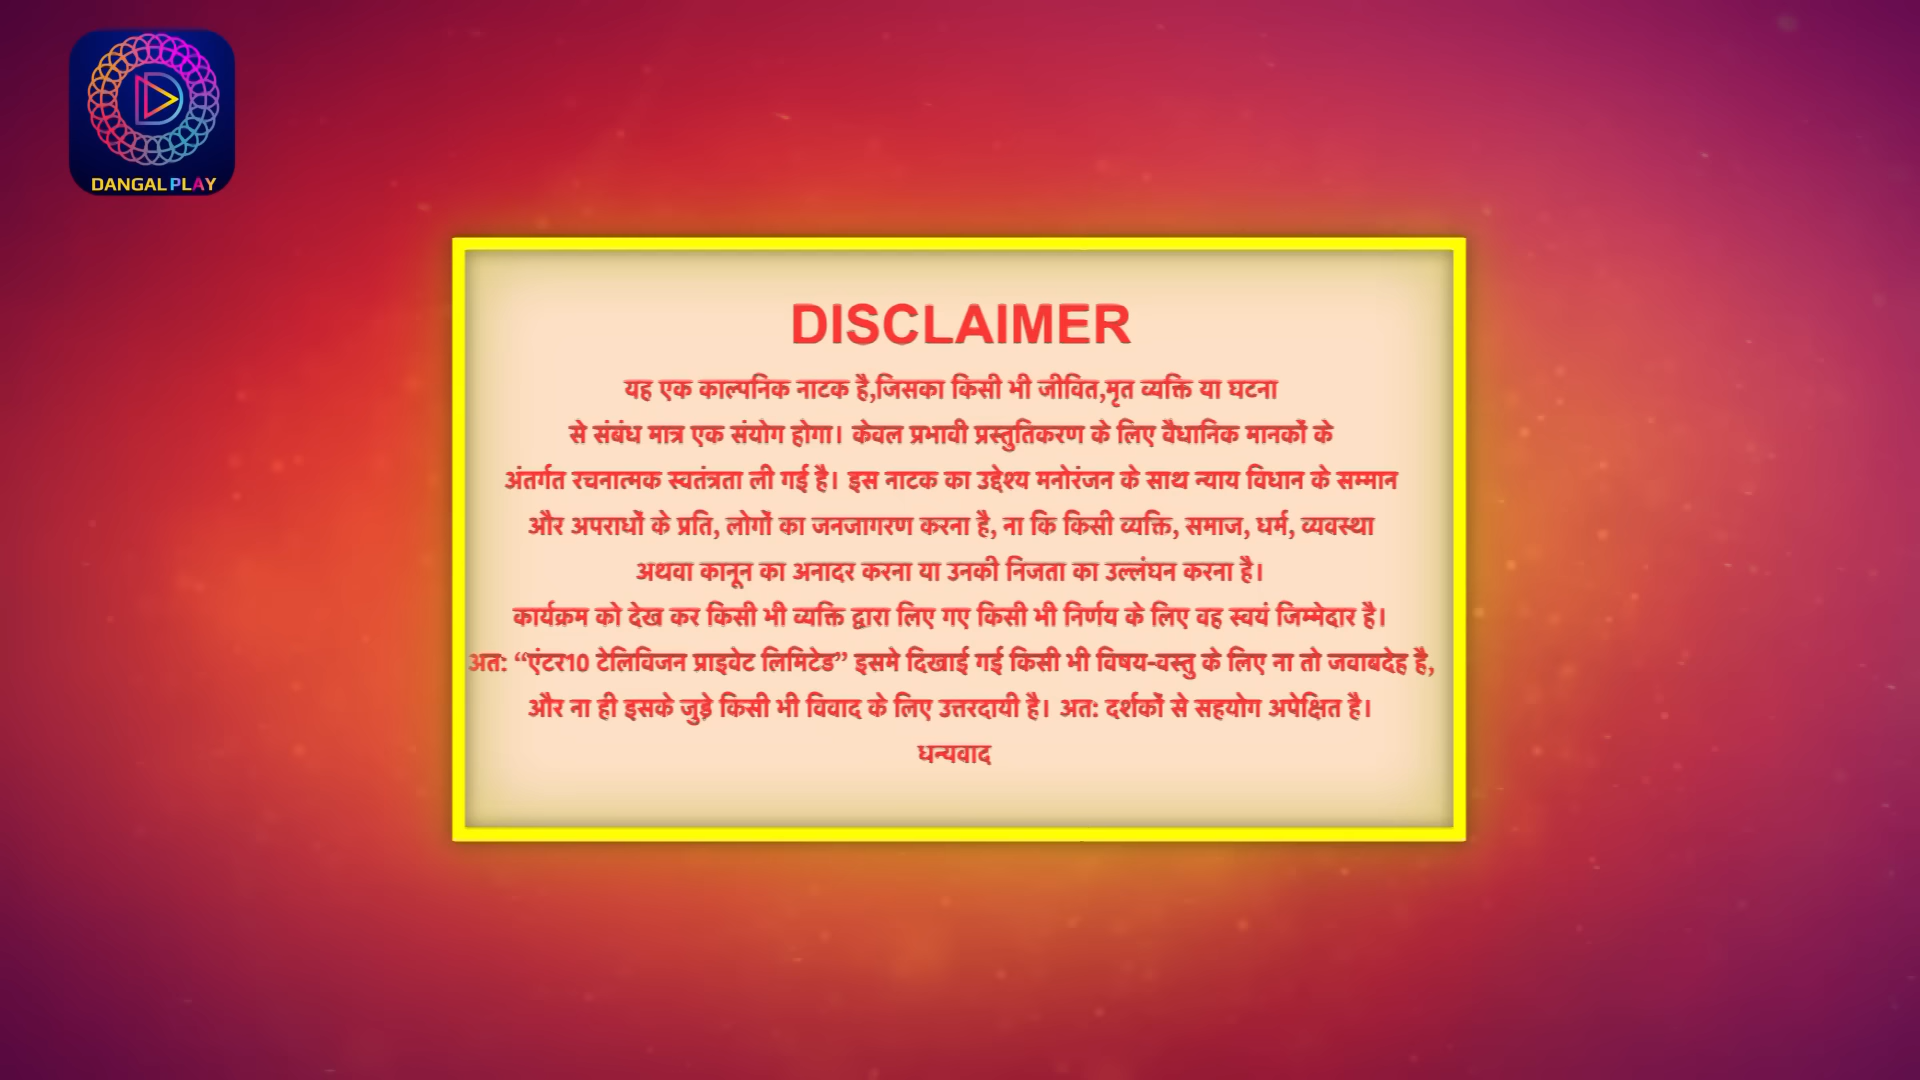 DANGAL PLAY
DISCLAIMER
यह एक काल्पनिक नाटक है,जिसका किसी भी जीवित,मृत व्यक्ति या घटना
से संबंध मात्र एक संयोग होगा। केवल प्रभावी प्रस्तुतिकरण के लिए वैधानिक मानकों के
अंतर्गत रचनात्मक स्वतंत्रता ली गई है। इस नाटक का उद्देश्य मनोरंजन के साथ न्याय विधान के सम्मान
और अपराधों के प्रति, लोगों का जनजागरण करना है, ना कि किसी व्यक्ति, समाज, धर्म, व्यवस्था
अथवा कानून का अनादर करना या उनकी निजता का उल्लंघन करना है।
कार्यक्रम को देख कर किसी भी व्यक्ति द्वारा लिए गए किसी भी निर्णय के लिए वह स्वयं जिम्मेदार है।
अत: “एंटर10 टेलिविजन प्राइवेट लिमिटेड” इसमे दिखाई गई किसी भी विषय-वस्तु के लिए ना तो जवाबदेह है,
और ना ही इसके जुड़े किसी भी विवाद के लिए उत्तरदायी है। अत: दर्शकों से सहयोग अपेक्षित है।
धन्यवाद